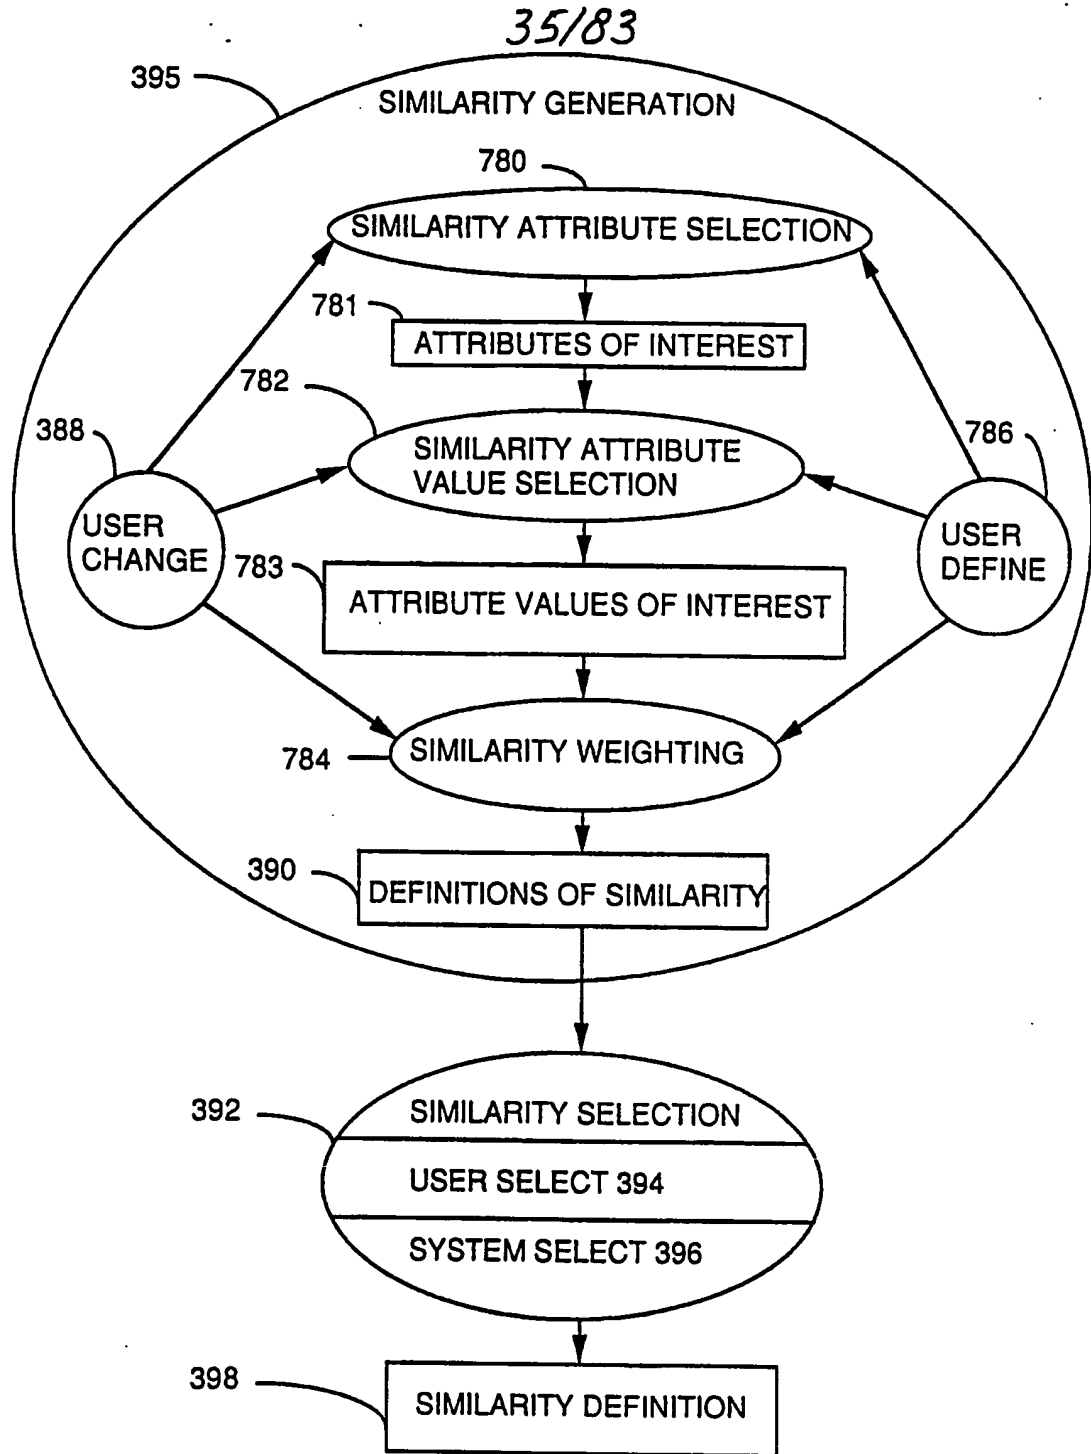 35/83
395
SIMILARITY GENERATION
780
SIMILARITY ATTRIBUTE SELECTION
781
ATTRIBUTES OF INTEREST
782
SIMILARITY ATTRIBUTE
VALUE SELECTION
388
USER
CHANGE
786
USER
DEFINE
783
ATTRIBUTE VALUES OF INTEREST
784
SIMILARITY WEIGHTING
390
DEFINITIONS OF SIMILARITY
392
SIMILARITY SELECTION
USER SELECT 394
SYSTEM SELECT 396
398
SIMILARITY DEFINITION